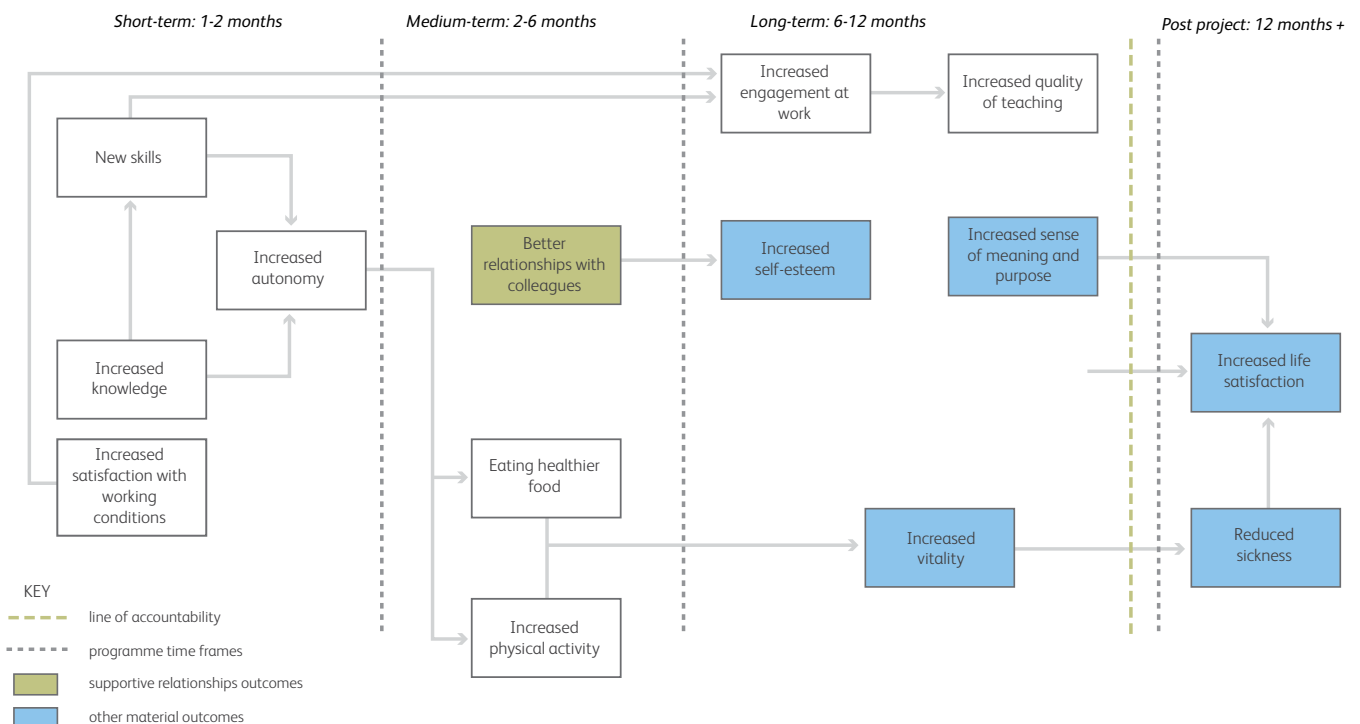 Short-term: 1-2 months
Medium-term: 2-6 months
Long-term: 6-12 months
Post project: 12 months +
Increased
engagement at
work
Increased quality
of teaching
New skills
Increased
autonomy
Better
relationships with
colleagues
Increased
self-esteem
Increased sense
of meaning and
purpose
Increased
knowledge
Increased life
satisfaction
Increased
satisfaction with
working
conditions
Eating healthier
food
Increased
vitality
Reduced
sickness
Increased
physical activity
KEY
line of accountability
programme time frames
supportive relationships outcomes
other material outcomes